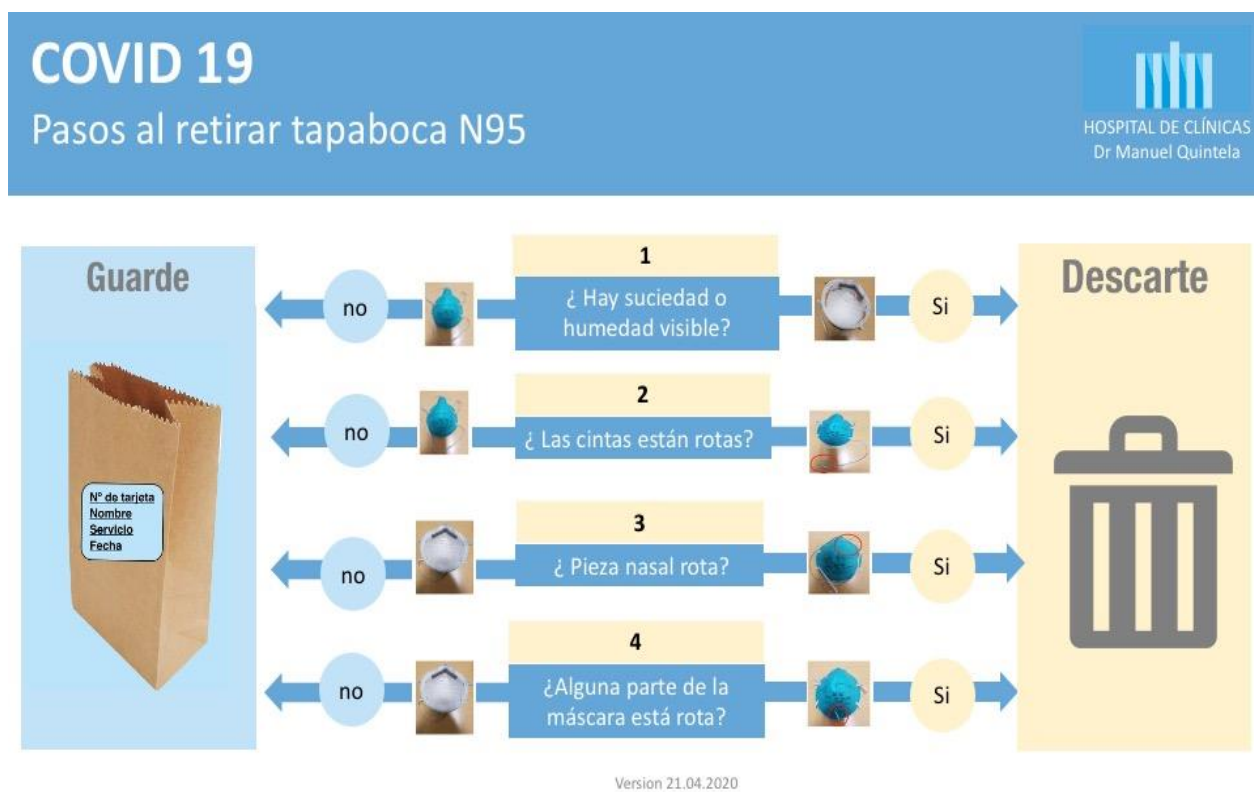 COVID 19
Pasos al retirar tapaboca N95
HOSPITAL DE CLÍNICAS
Dr Manuel Quintela
Guarde
Nº de tarjeta
Nombre
Servicio
Fecha
1
no
¿ Hay suciedad o
humedad visible?
Si
2
no
¿ Las cintas están rotas?
Si
3
no
¿ Pieza nasal rota?
Si
4
no
¿Alguna parte de la
máscara está rota?
Si
Descarte
Version 21.04.2020